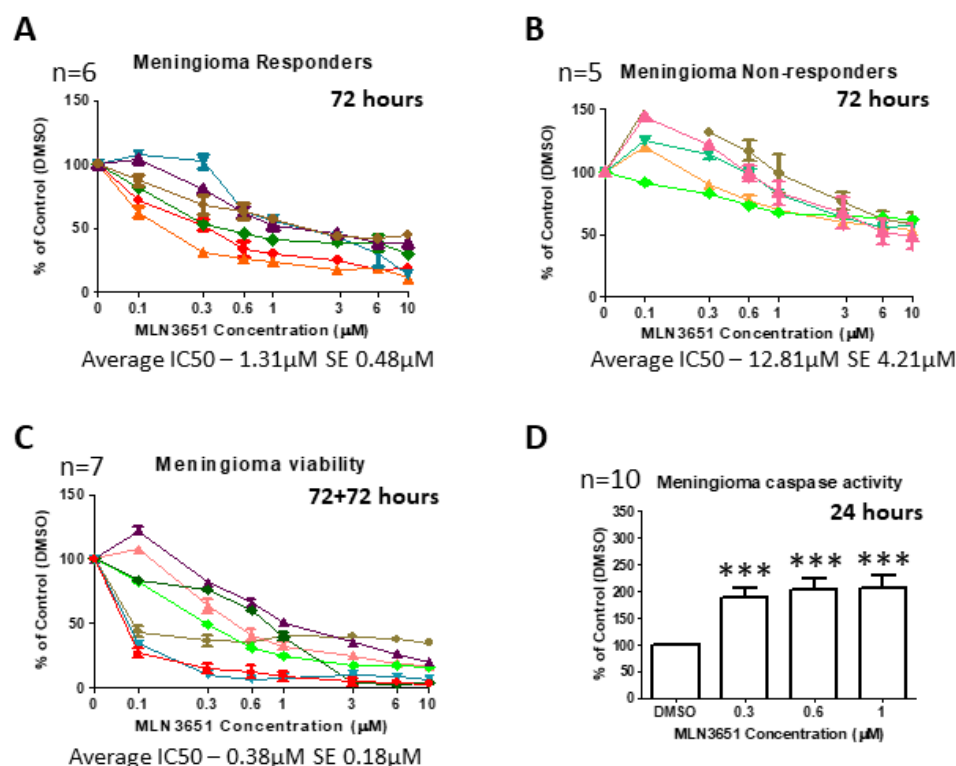 A
n=6
Meningioma Responders
72 hours
% of Control (DMSO)
150
100
50
0
0 0.1 0.3 0.6 1 3 6 10
MLN3651 Concentration (µM)
Average IC50 – 1.31µM SE 0.48µM
B
n=5
Meningioma Non-responders
72 hours
% of Control (DMSO)
150
100
50
0
0 0.1 0.3 0.6 1 3 6 10
MLN3651 Concentration (µM)
Average IC50 – 12.81µM SE 4.21µM
C
n=7
Meningioma viability
72+72 hours
% of Control (DMSO)
150
100
50
0
0 0.1 0.3 0.6 1 3 6 10
MLN3651 Concentration (µM)
Average IC50 – 0.38µM SE 0.18µM
D
n=10
Meningioma caspase activity
24 hours
% of Control (DMSO)
350
300
250
200
150
100
50
0
*** *** ***
DMSO 0.3 0.6 1
MLN3651 Concentration (µM)